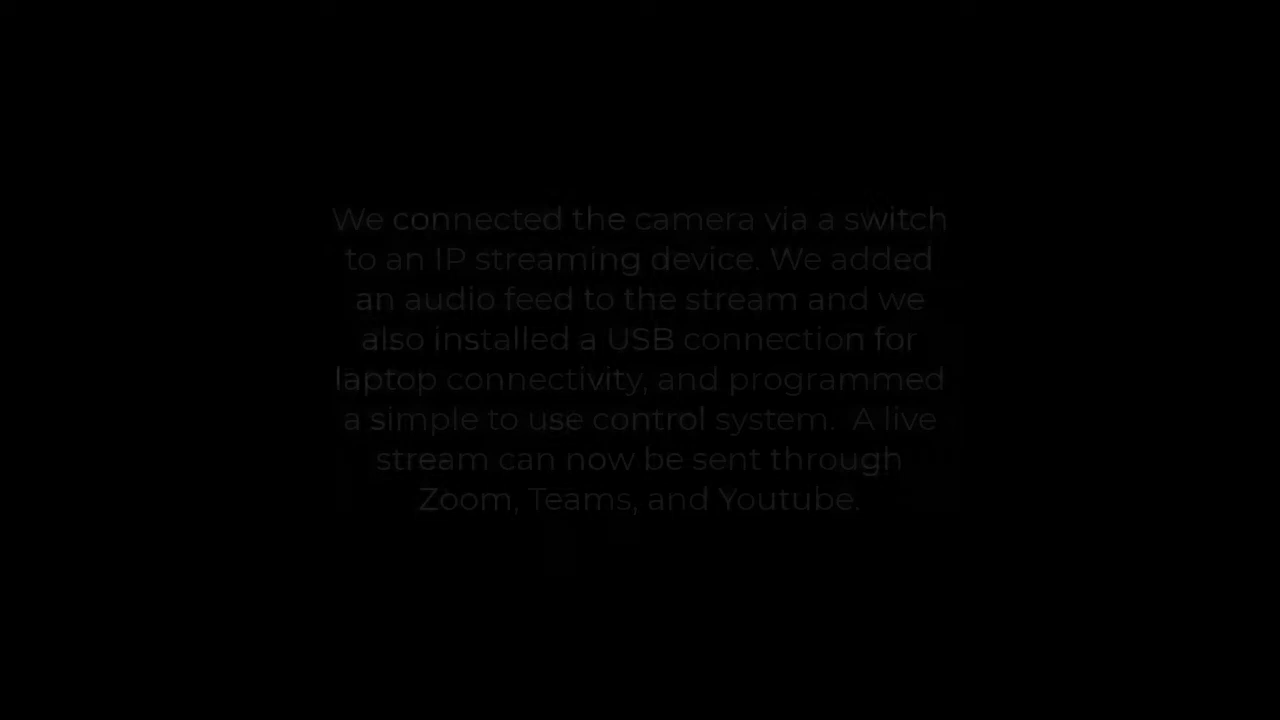 We connected the camera via a switch
to an IP streaming device. We added
an audio feed to the stream and we
also installed a USB connection for
laptop connectivity, and programmed
a simple to use control system.  A live
stream can now be sent through
Zoom, Teams, and Youtube.